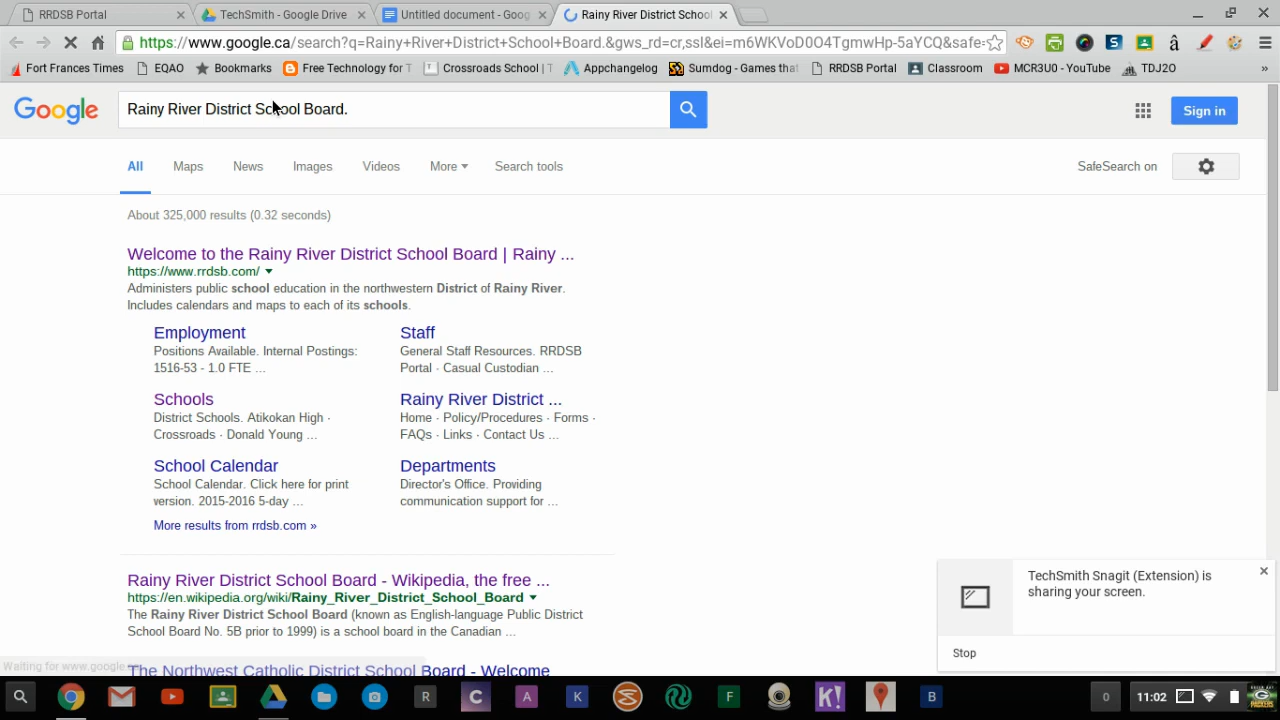 RRDSB Portal
TechSmith - Google Drive
Untitled document - Goog
Rainy River District School
https://www.google.ca/search?q=Rainy+River+District+School+Board.&gws_rd=cr,ssl&ei=m6WKVoD0O4TgmwHp-5aYCQ&safe=
Fort Frances Times
EQAO
Bookmarks
Free Technology for T
Crossroads School | T
Appchangelog
Sumdog - Games that
RRDSB Portal
Classroom
MCR3U0 - YouTube
TDJ2O
»
Google
Rainy River District School Board.
Sign in
All
Maps
News
Images
Videos
More
Search tools
SafeSearch on
About 325,000 results (0.32 seconds)
Welcome to the Rainy River District School Board | Rainy ...
https://www.rrdsb.com/
Administers public school education in the northwestern District of Rainy River.
Includes calendars and maps to each of its schools.
Employment
Positions Available. Internal Postings:
1516-53 - 1.0 FTE ...
Staff
General Staff Resources. RRDSB
Portal · Casual Custodian ...
Schools
District Schools. Atikokan High ·
Crossroads · Donald Young ...
Rainy River District ...
Home · Policy/Procedures · Forms ·
FAQs · Links · Contact Us ...
School Calendar
School Calendar. Click here for print
version. 2015-2016 5-day ...
Departments
Director's Office. Providing
communication support for ...
More results from rrdsb.com »
Rainy River District School Board - Wikipedia, the free ...
https://en.wikipedia.org/wiki/Rainy_River_District_School_Board
The Rainy River District School Board (known as English-language Public District
School Board No. 5B prior to 1999) is a school board in the Canadian ...
The Northwest Catholic District School Board - Welcome
Waiting for www.google.
TechSmith Snagit (Extension) is
sharing your screen.
Stop
R
C
A
K
F
K!
B
0
11:02